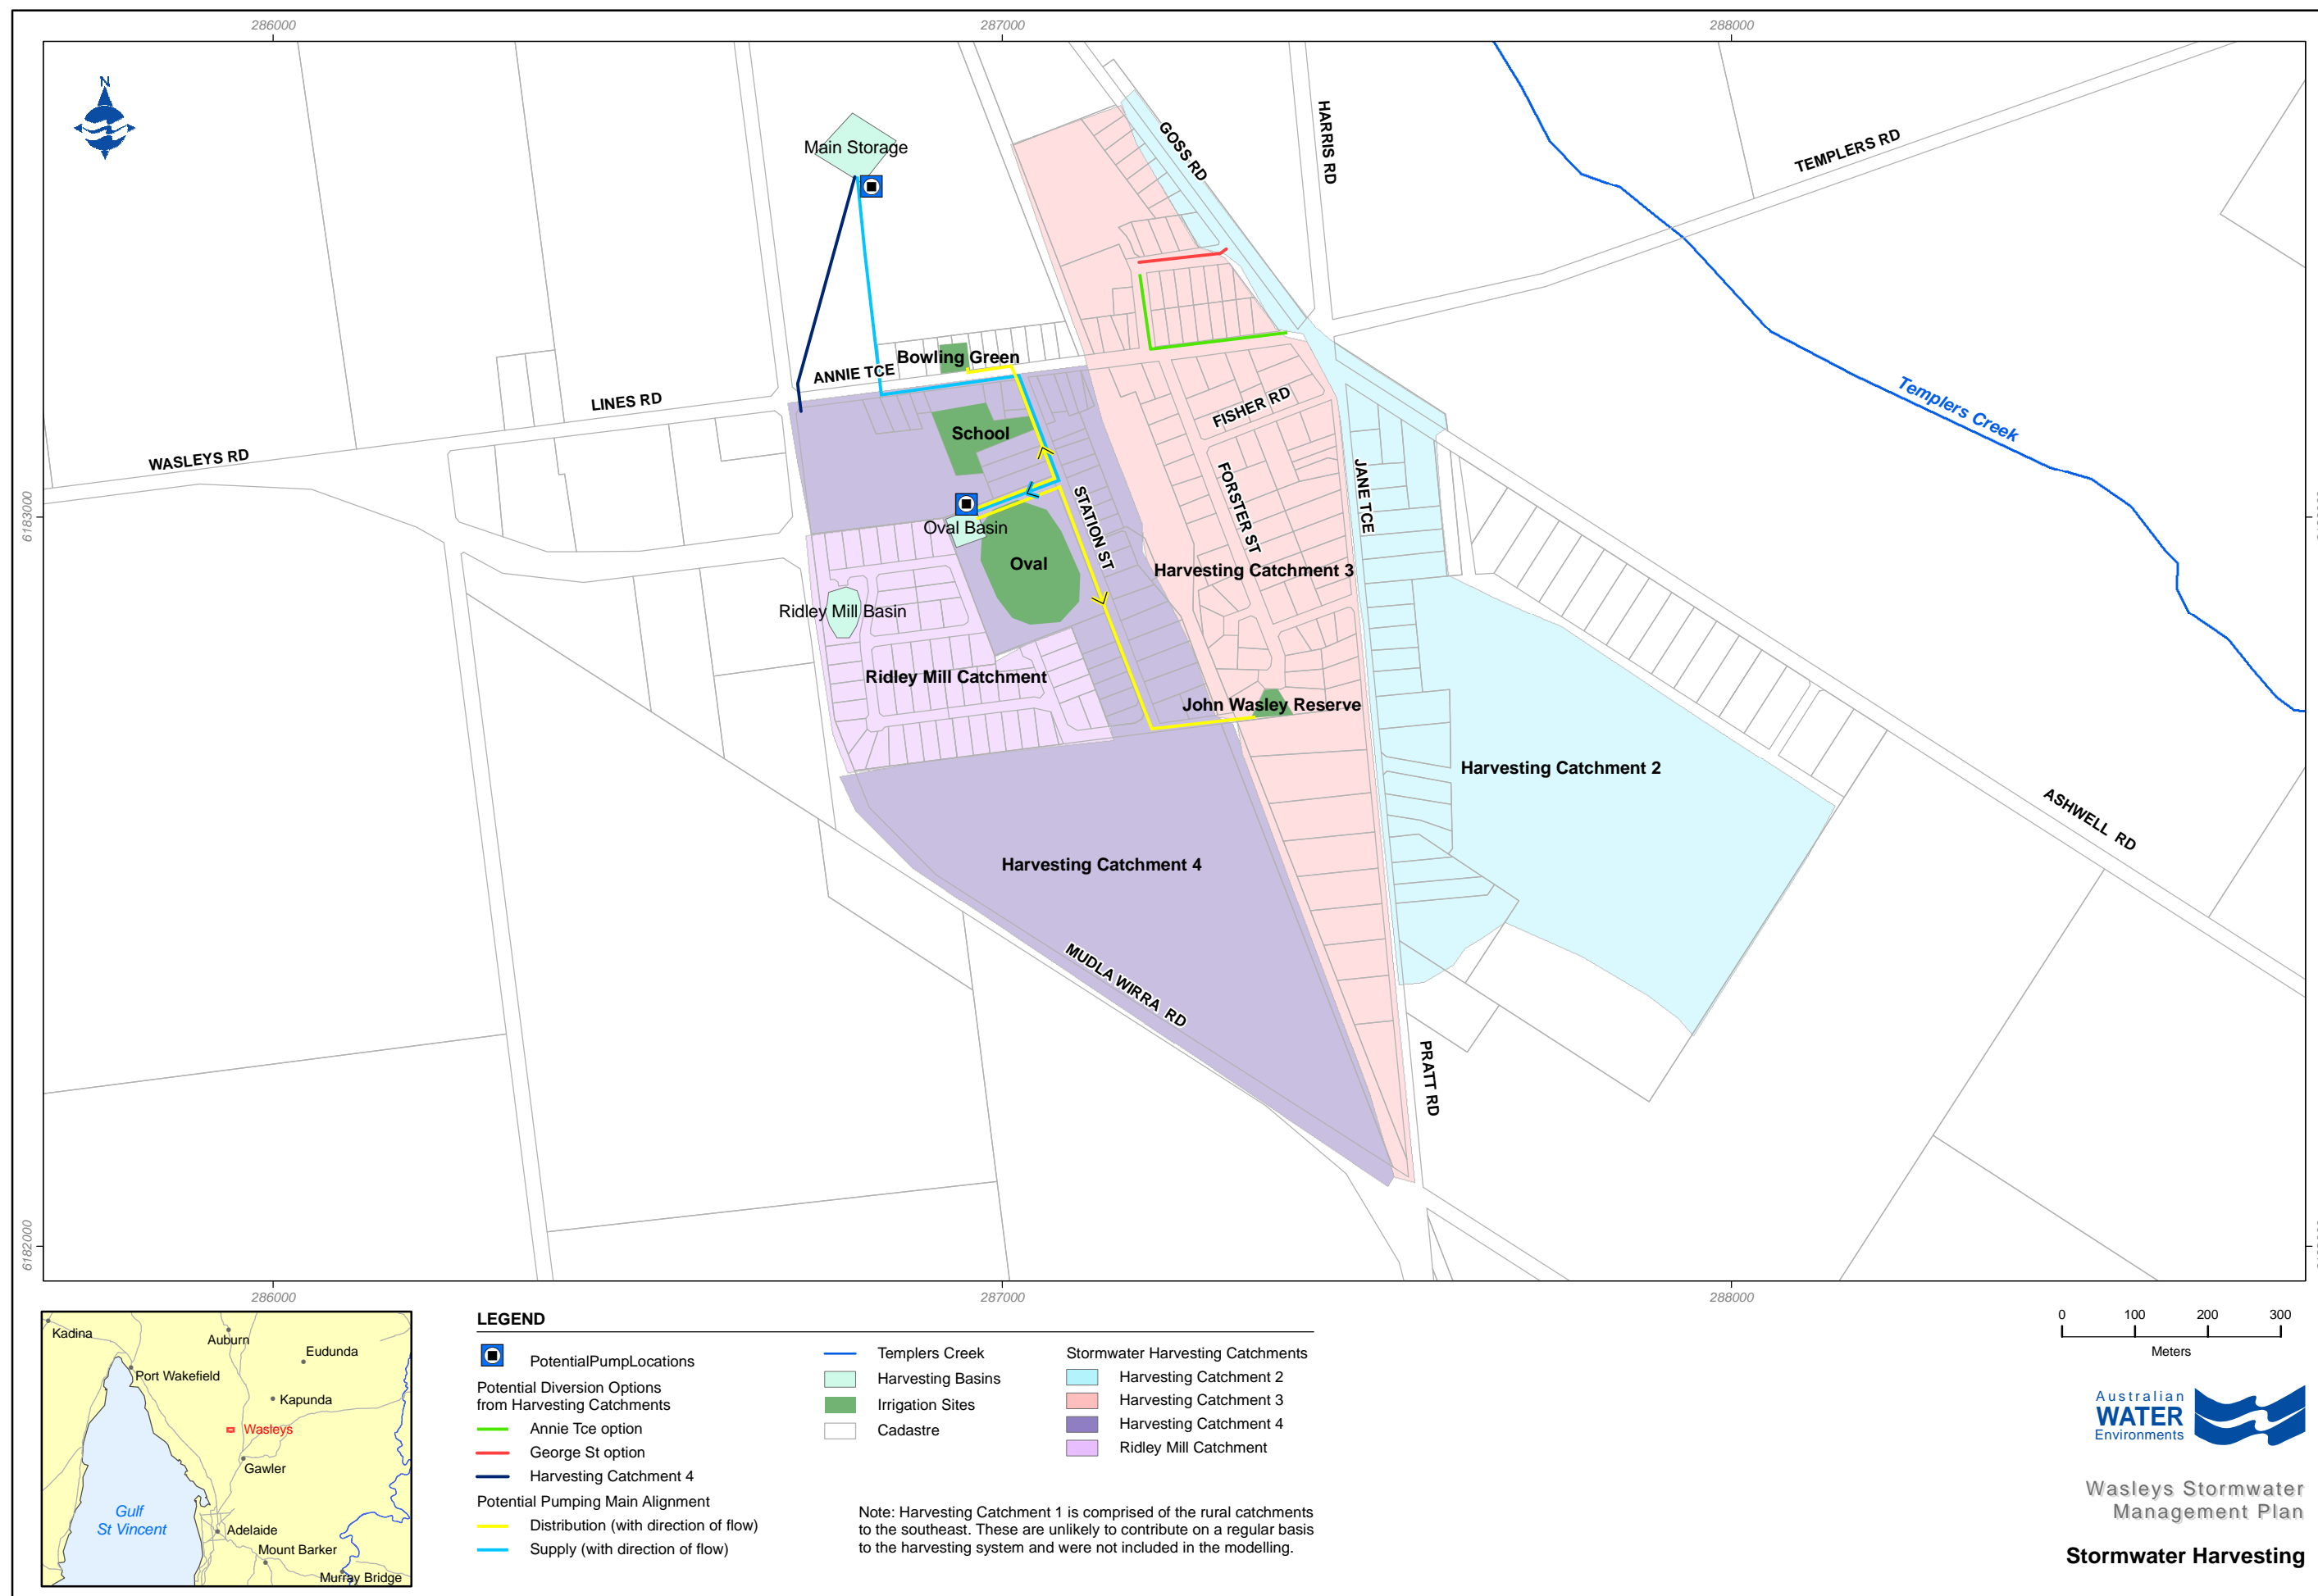 286000
287000
288000
N
Main Storage
GOSS RD
HARRIS RD
TEMPLERS RD
Bowling Green
ANNIE TCE
LINES RD
WASLEYS RD
School
FISHER RD
Templers Creek
FORSTER ST
JANE TCE
STATION ST
6183000
Oval Basin
Oval
Harvesting Catchment 3
Ridley Mill Basin
Ridley Mill Catchment
John Wasley Reserve
Harvesting Catchment 2
ASHWELL RD
Harvesting Catchment 4
MUDLA WIRRA RD
PRATT RD
6182000
286000
287000
288000
Kadina
Auburn
Eudunda
Port Wakefield
Kapunda
Wasleys
Gawler
Gulf
St Vincent
Adelaide
Mount Barker
Murray Bridge
LEGEND
PotentialPumpLocations
Potential Diversion Options
from Harvesting Catchments
Annie Tce option
George St option
Harvesting Catchment 4
Potential Pumping Main Alignment
Distribution (with direction of flow)
Supply (with direction of flow)
Templers Creek
Harvesting Basins
Irrigation Sites
Cadastre
Stormwater Harvesting Catchments
Harvesting Catchment 2
Harvesting Catchment 3
Harvesting Catchment 4
Ridley Mill Catchment
Note: Harvesting Catchment 1 is comprised of the rural catchments
to the southeast. These are unlikely to contribute on a regular basis
to the harvesting system and were not included in the modelling.
0 100 200 300
Meters
Australian
WATER
Environments
Wasleys Stormwater
Management Plan
Stormwater Harvesting